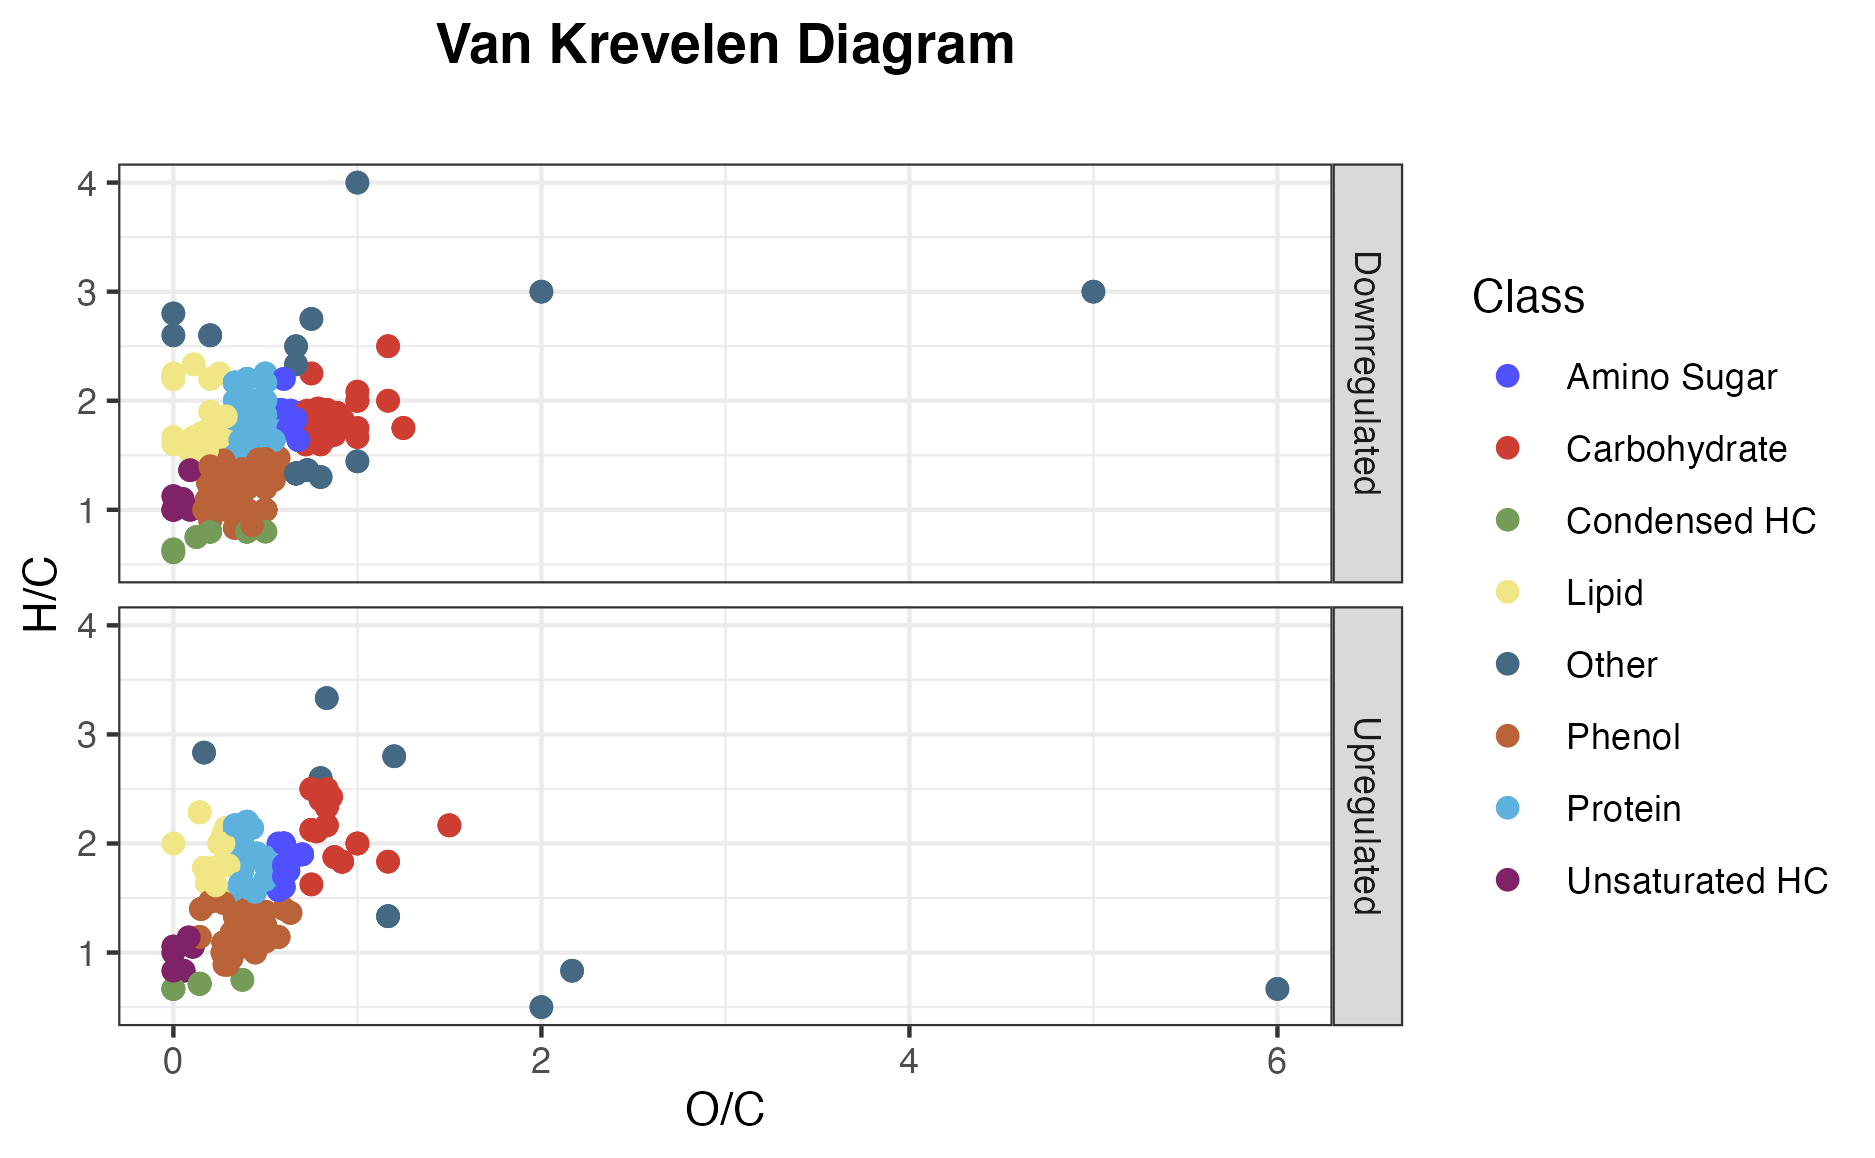 Van Krevelen Diagram
4
3
2
1
Downregulated
H/C
4
3
2
1
Upregulated
0
2
4
6
O/C
Class
Amino Sugar
Carbohydrate
Condensed HC
Lipid
Other
Phenol
Protein
Unsaturated HC